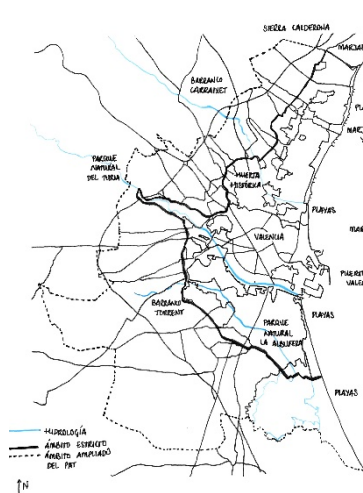 SIERRA CALDERONA
MARJAL
BARRANCO
CARRAIXET
PARQUE
NATURAL
DEL TURIA
HUERTA
HISTÓRICA
PLAYAS
VALENCIA
PUERTO
PLAYAS
BARRANCO
TORRENT
PARQUE
NATURAL
LA ALBUFERA
PLAYAS
HIDROLOGÍA
ÁMBITO ESTRICTO
ÁMBITO AMPLIADO
DEL PAT
N